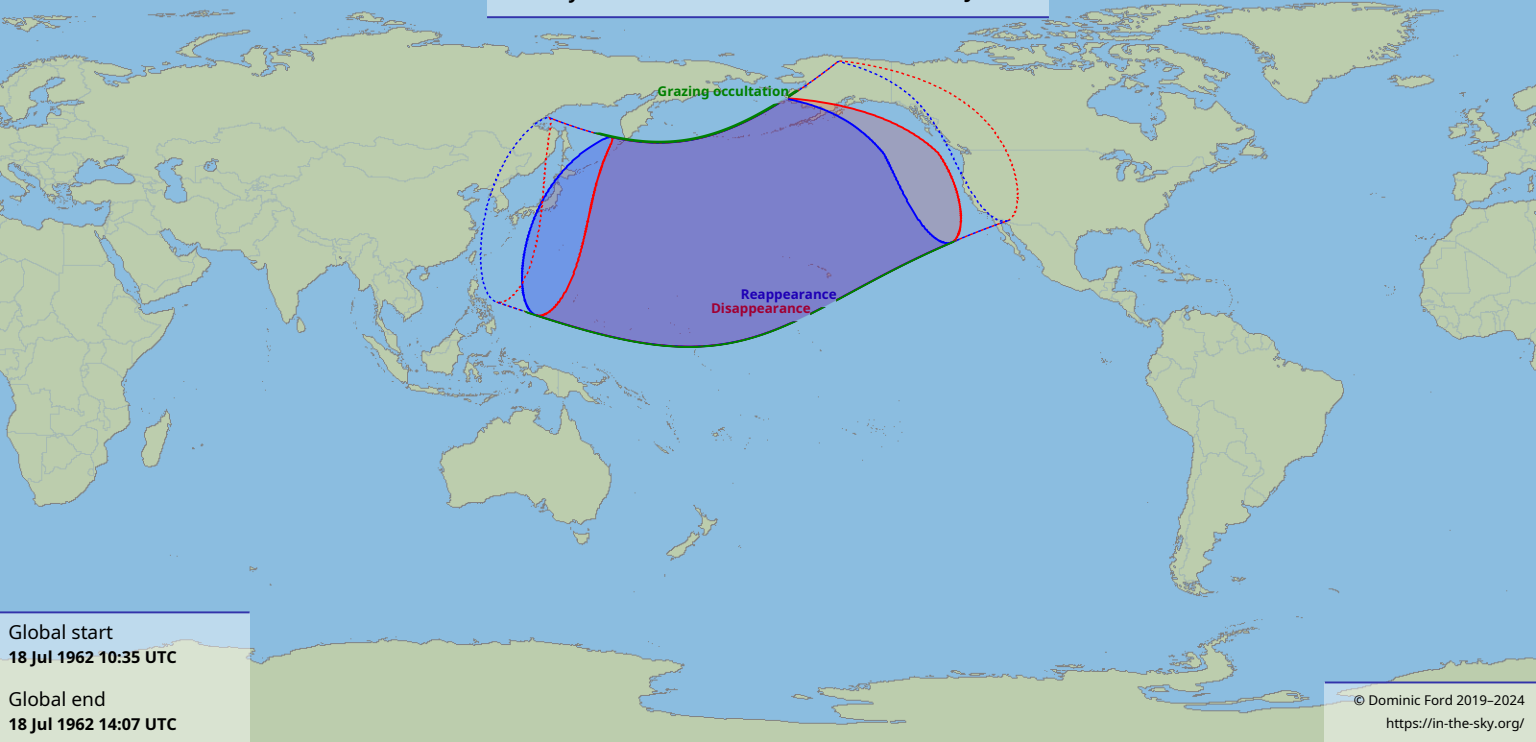 Grazing occultation
Reappearance
Disappearance
Global start
18 Jul 1962 10:35 UTC
Global end
18 Jul 1962 14:07 UTC
© Dominic Ford 2019–2024
https://in-the-sky.org/